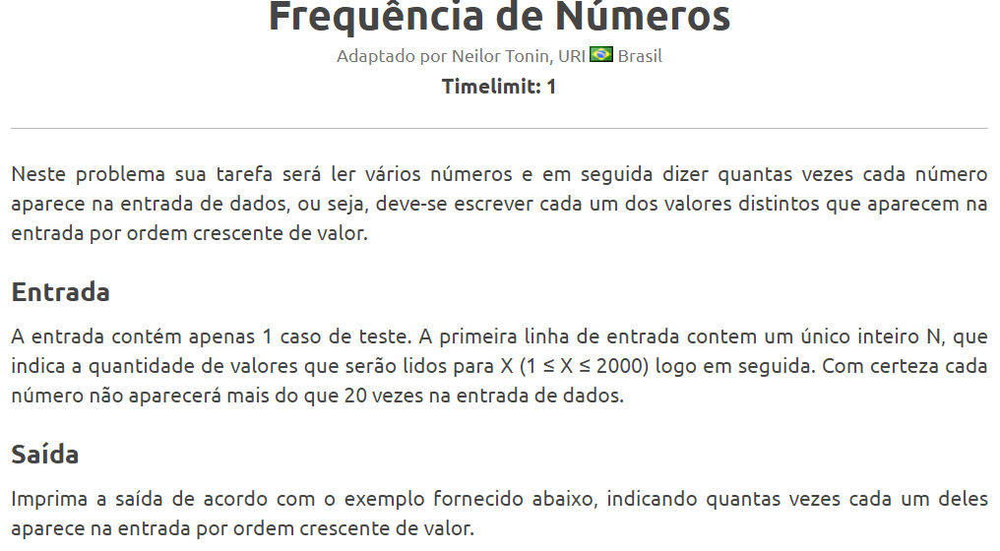 Frequência de Números
Adaptado por Neilor Tonin, URI Brasil
Timelimit: 1
Neste problema sua tarefa será ler vários números e em seguida dizer quantas vezes cada número
aparece na entrada de dados, ou seja, deve-se escrever cada um dos valores distintos que aparecem na
entrada por ordem crescente de valor.
Entrada
A entrada contém apenas 1 caso de teste. A primeira linha de entrada contem um único inteiro N, que
indica a quantidade de valores que serão lidos para X (1 ≤ X ≤ 2000) logo em seguida. Com certeza cada
número não aparecerá mais do que 20 vezes na entrada de dados.
Saída
Imprima a saída de acordo com o exemplo fornecido abaixo, indicando quantas vezes cada um deles
aparece na entrada por ordem crescente de valor.